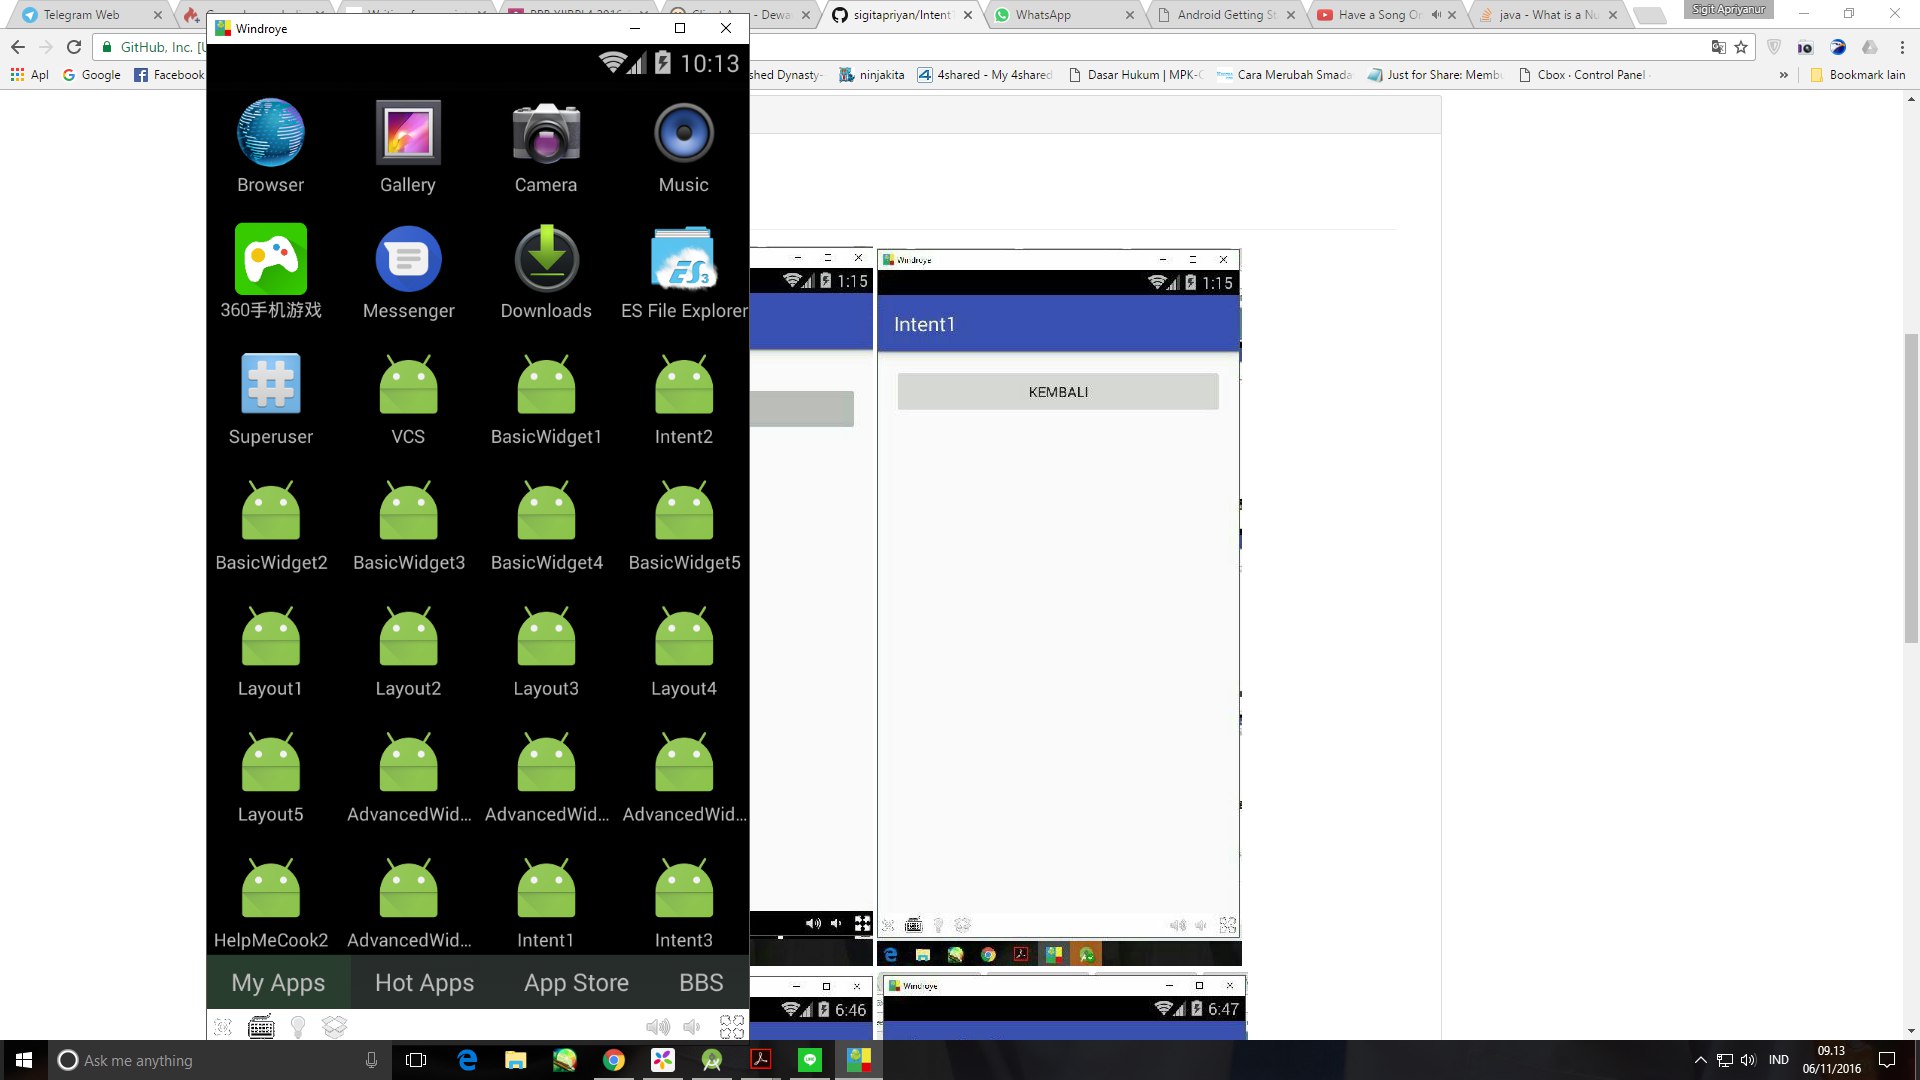 Telegram Web
sigitapriyan/Intent
WhatsApp
Android Getting St
Have a Song On
java - What is a Nu
Sigit Apriyanur
Windroye
GitHub, Inc. [U
Apl
Google
Facebook
shed Dynasty-
ninjakita
4shared - My 4shared
Dasar Hukum | MPK-
Cara Merubah Smada
Just for Share: Memb
Cbox · Control Panel
»
Bookmark lain
10:13
Browser
Gallery
Camera
Music
360手机游戏
Messenger
Downloads
ES File Explorer
Superuser
VCS
BasicWidget1
Intent2
BasicWidget2
BasicWidget3
BasicWidget4
BasicWidget5
Layout1
Layout2
Layout3
Layout4
Layout5
AdvancedWid...
AdvancedWid...
AdvancedWid...
HelpMeCook2
AdvancedWid...
Intent1
Intent3
My Apps
Hot Apps
App Store
BBS
1:15
Windroye
1:15
Intent1
KEMBALI
6:46
Windroye
6:47
Ask me anything
IND
09.13
06/11/2016